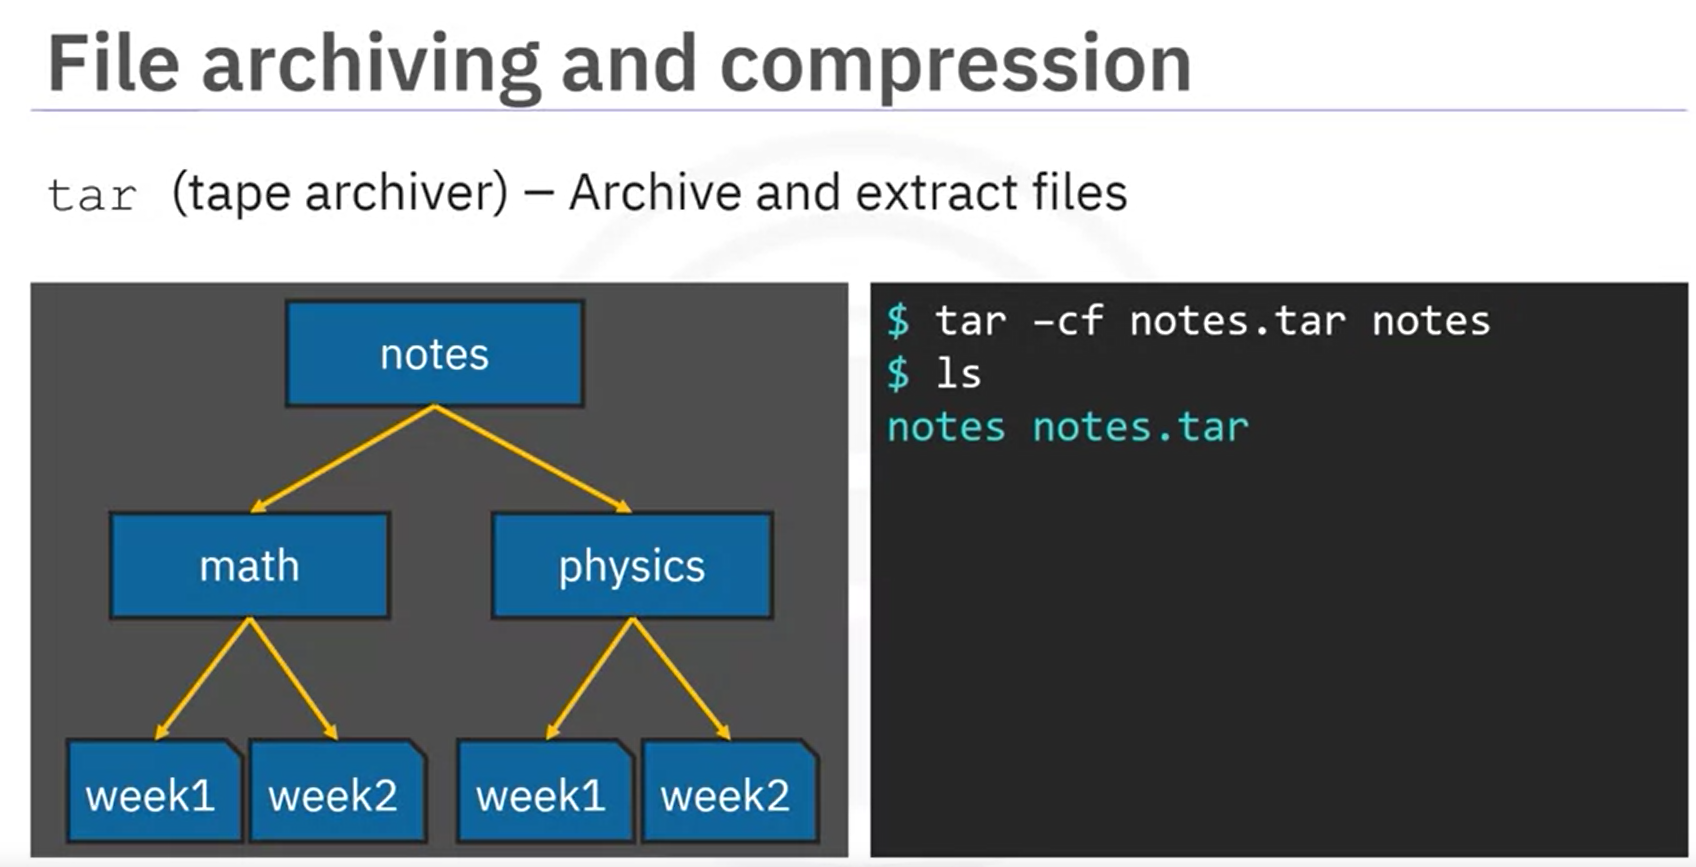 File archiving and compression
tar (tape archiver) – Archive and extract files
notes
math physics
week1 week2 week1 week2
$ tar –cf notes.tar notes
$ ls
notes notes.tar